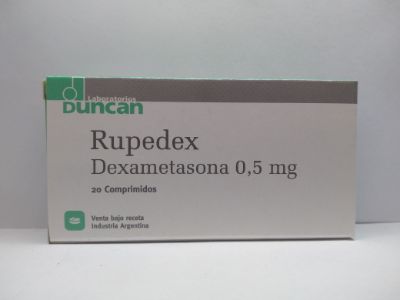 Laboratorios
Duncan
Rupedex
Dexametasona 0,5 mg
20 Comprimidos
Venta bajo receta
Industria Argentina